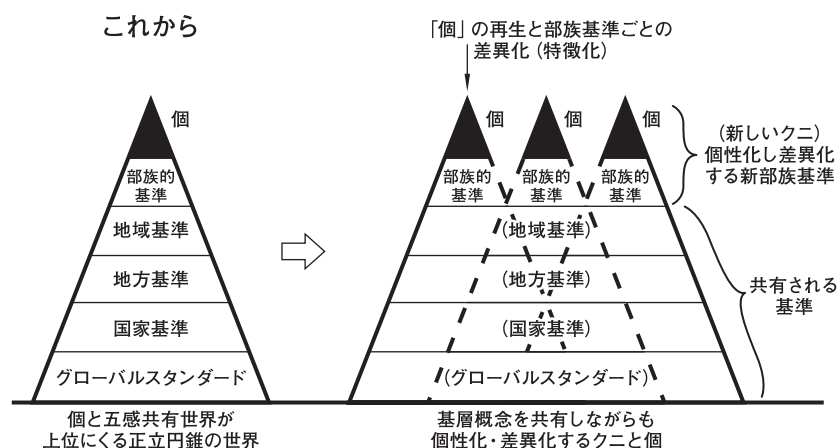 これから
「個」の再生と部族基準ごとの
差異化（特徴化）
個
部族的
基準
地域基準
地方基準
国家基準
グローバルスタンダード
個と五感共有世界が
上位にくる正立円錐の世界
個
個
個
部族的
基準
部族的
基準
部族的
基準
（地域基準）
（地方基準）
（国家基準）
（グローバルスタンダード）
（新しいクニ）
個性化し差異化
する新部族基準
共有される
基準
基層概念を共有しながらも
個性化・差異化するクニと個